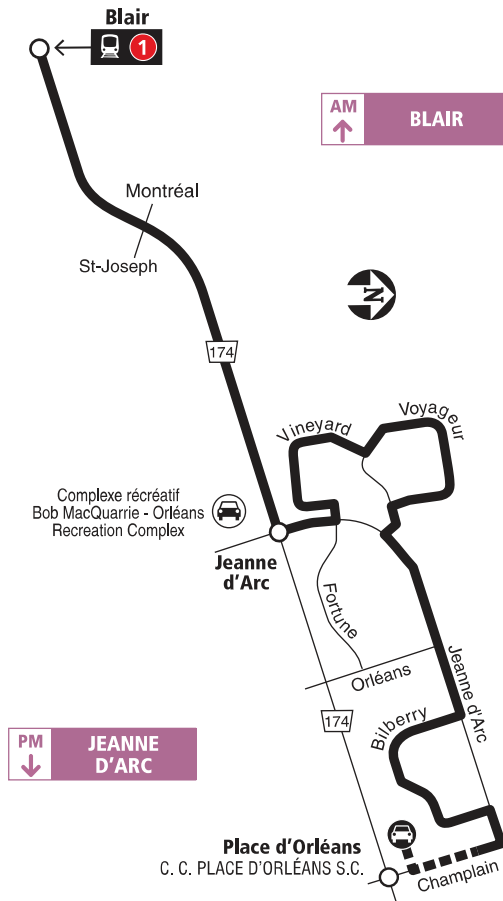 Blair
1
AM
BLAIR
Montréal
St-Joseph
N
174
Vineyard
Voyageur
Complexe récréatif
Bob MacQuarrie - Orléans
Recreation Complex
Jeanne
d'Arc
Fortune
Orléans
Jeanne d'Arc
174
Bilberry
PM
JEANNE
D'ARC
Place d'Orléans
C. C. PLACE D'ORLÉANS S.C.
Champlain